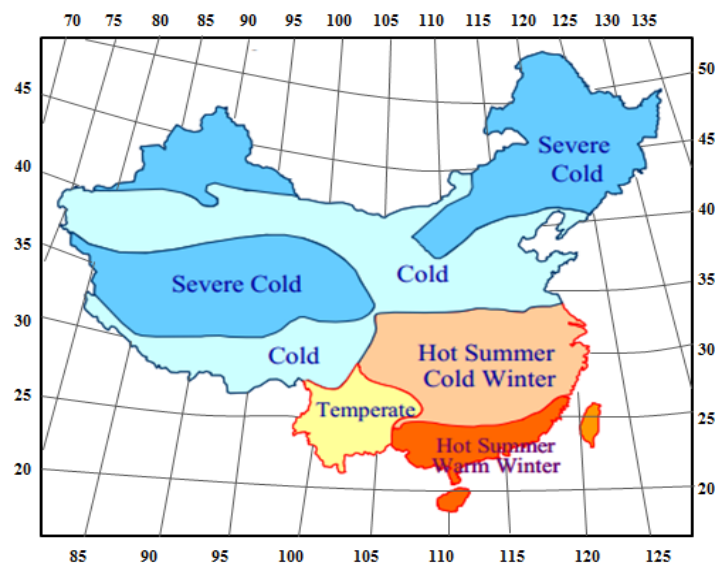 70 75 80 85 90 95 100 105 110 115 120 125 130 135
50
45
45
Severe
Cold
40
40
35
Cold
Severe Cold
35
30
Cold
Hot Summer
Cold Winter
30
25
Temperate
25
Hot Summer
Warm Winter
20
20
85 90 95 100 105 110 115 120 125